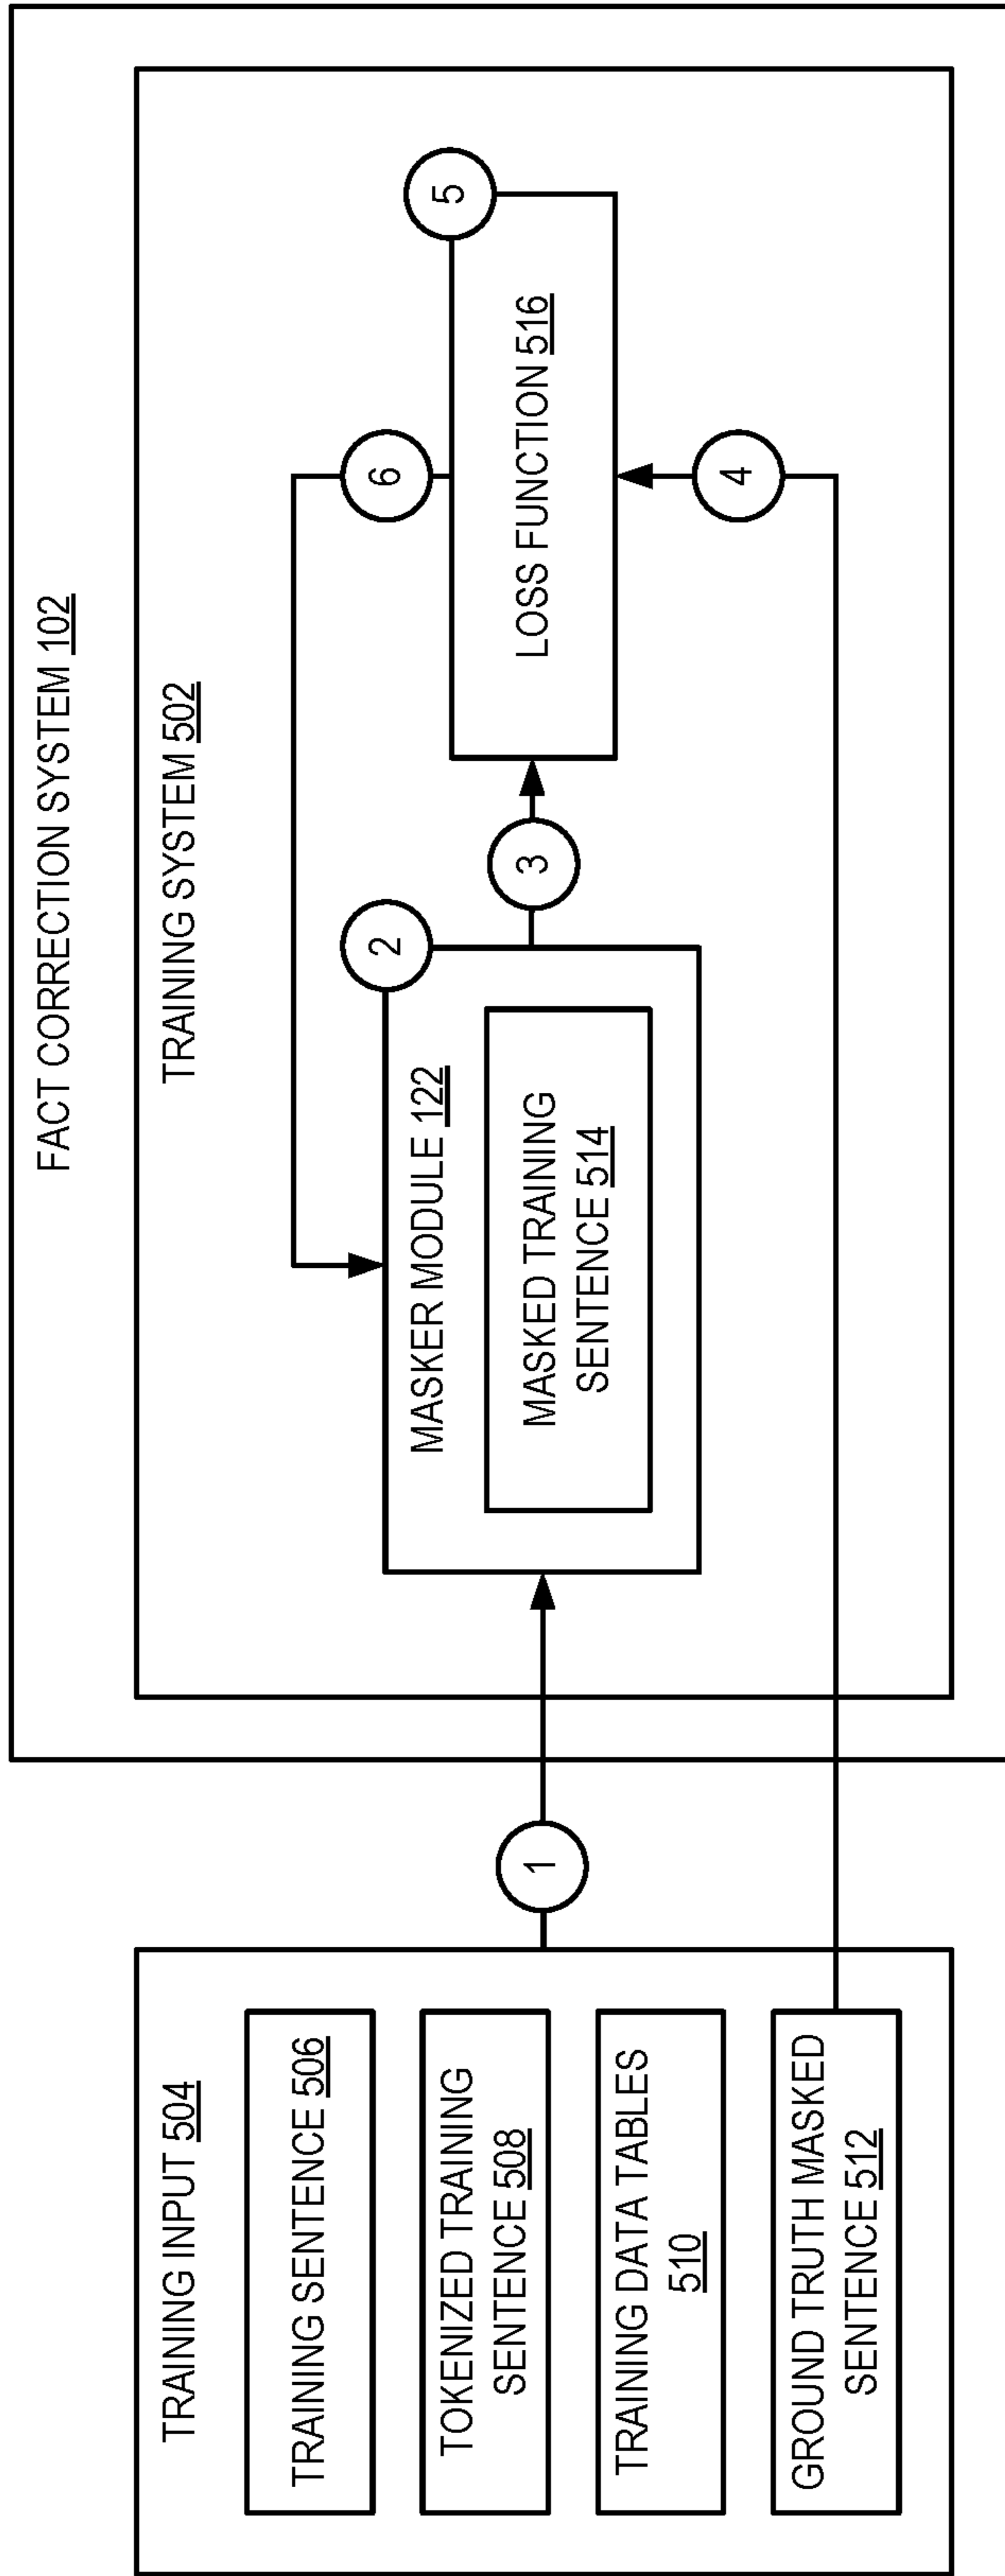 FACT CORRECTION SYSTEM 102
TRAINING INPUT 504
TRAINING SENTENCE 506
TOKENIZED TRAINING
SENTENCE 508
TRAINING DATA TABLES
510
GROUND TRUTH MASKED
SENTENCE 512
1
TRAINING SYSTEM 502
MASKER MODULE 122
2
MASKED TRAINING
SENTENCE 514
3
6
LOSS FUNCTION 516
5
4